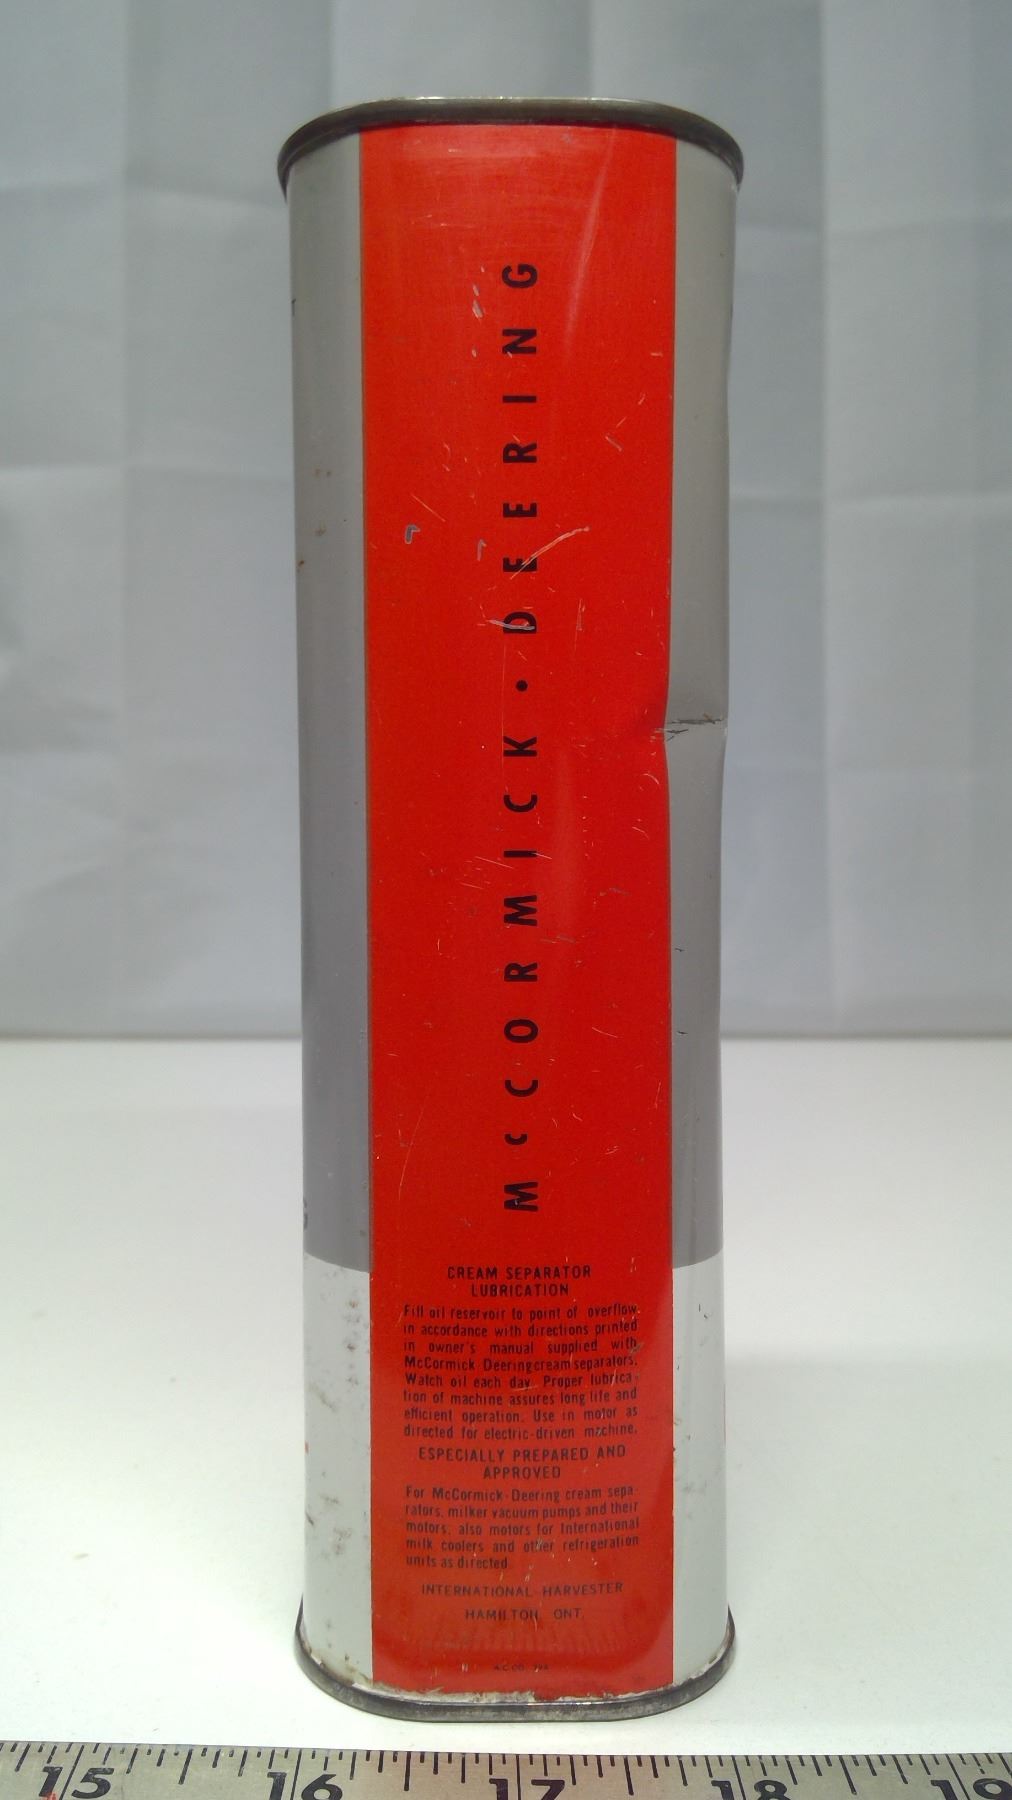 McCORMICK·DEERING
CREAM SEPARATOR
LUBRICATION
Fill oil reservoir to point of overflow
in accordance with directions printed
in owner's manual supplied with
McCormick-Deering cream separators.
Watch oil each day. Proper lubrica-
tion of machine assures long life and
efficient operation. Use in motor as
directed for electric-driven machine.
ESPECIALLY PREPARED AND
APPROVED
For McCormick-Deering cream sepa-
rators, milker vacuum pumps and their
motors, also motors for International
milk coolers and other refrigeration
units as directed.
INTERNATIONAL HARVESTER
HAMILTON, ONT.
A.C.CO.
15 16 17 18 19